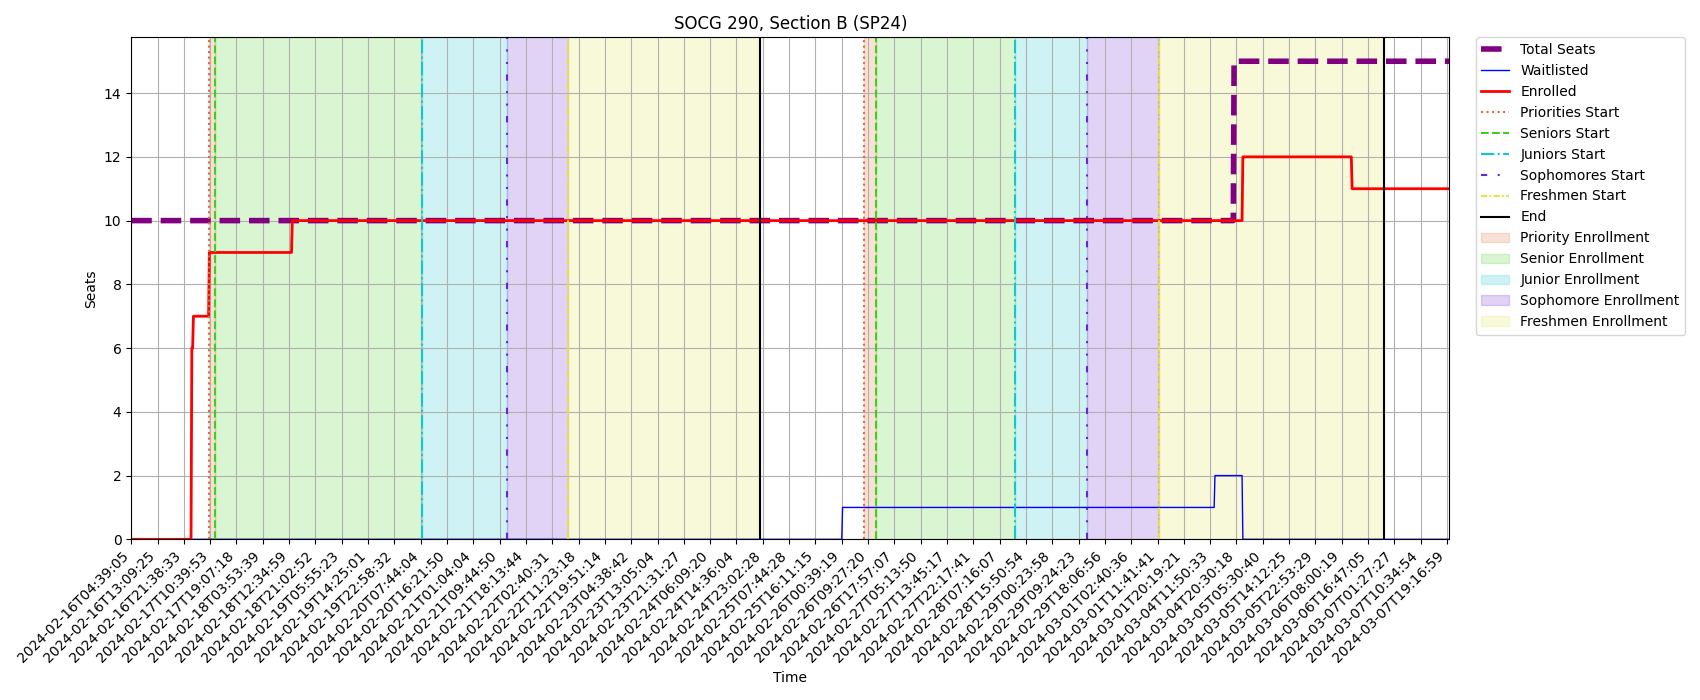 SOCG 290, Section B (SP24)
Total Seats
Waitlisted
Enrolled
Priorities Start
Seniors Start
Juniors Start
Sophomores Start
Freshmen Start
End
Priority Enrollment
Senior Enrollment
Junior Enrollment
Sophomore Enrollment
Freshmen Enrollment
Seats
14
12
10
8
6
4
2
0
2024-02-16T04:39:05
2024-02-16T13:09:25
2024-02-16T21:38:33
2024-02-17T10:39:53
2024-02-17T19:07:18
2024-02-18T03:53:39
2024-02-18T12:34:59
2024-02-18T21:02:52
2024-02-19T05:55:23
2024-02-19T14:25:01
2024-02-19T22:58:32
2024-02-20T07:44:04
2024-02-20T16:21:50
2024-02-21T01:04:04
2024-02-21T09:44:50
2024-02-21T18:13:44
2024-02-22T02:40:31
2024-02-22T11:23:18
2024-02-22T19:51:14
2024-02-23T04:38:42
2024-02-23T13:05:04
2024-02-23T21:31:27
2024-02-24T06:09:20
2024-02-24T14:36:04
2024-02-24T23:02:28
2024-02-25T07:44:28
2024-02-25T16:11:15
2024-02-26T00:39:19
2024-02-26T09:27:20
2024-02-26T17:57:07
2024-02-27T05:13:50
2024-02-27T13:45:17
2024-02-27T22:17:41
2024-02-28T07:16:07
2024-02-28T15:50:54
2024-02-29T00:23:58
2024-02-29T09:24:23
2024-02-29T18:06:56
2024-03-01T02:40:36
2024-03-01T11:41:41
2024-03-01T20:19:21
2024-03-04T11:50:33
2024-03-04T20:30:18
2024-03-05T05:30:40
2024-03-05T14:12:25
2024-03-05T22:53:29
2024-03-06T08:00:19
2024-03-06T16:47:05
2024-03-07T01:27:27
2024-03-07T10:34:54
2024-03-07T19:16:59
Time